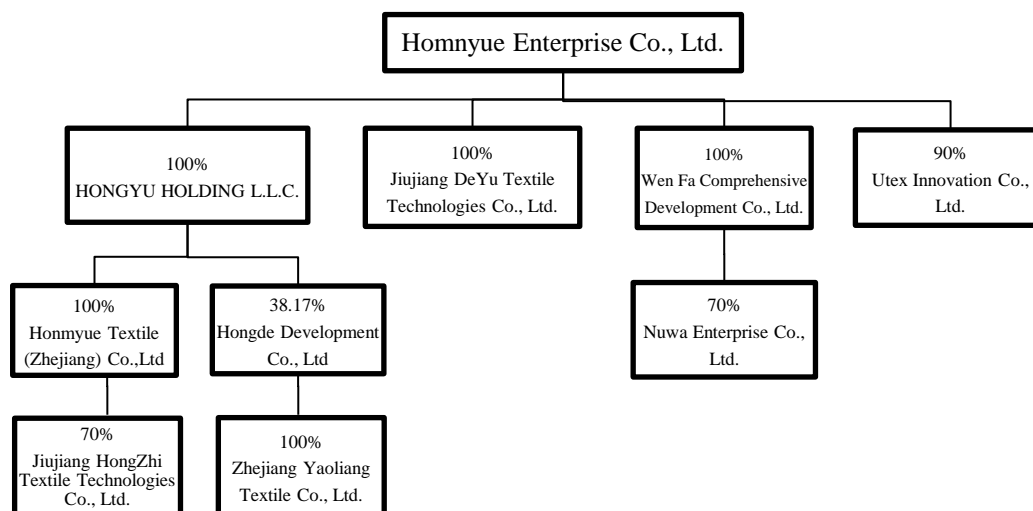 Homnyue Enterprise Co., Ltd.
100%
HONGYU HOLDING L.L.C.
100%
Jiujiang DeYu Textile
Technologies Co., Ltd.
100%
Wen Fa Comprehensive
Development Co., Ltd.
90%
Utex Innovation Co.,
Ltd.
100%
Honmyue Textile
(Zhejiang) Co.,Ltd
38.17%
Hongde Development
Co., Ltd
70%
Nuwa Enterprise Co.,
Ltd.
70%
Jiujiang HongZhi
Textile Technologies
Co., Ltd.
100%
Zhejiang Yaoliang
Textile Co., Ltd.